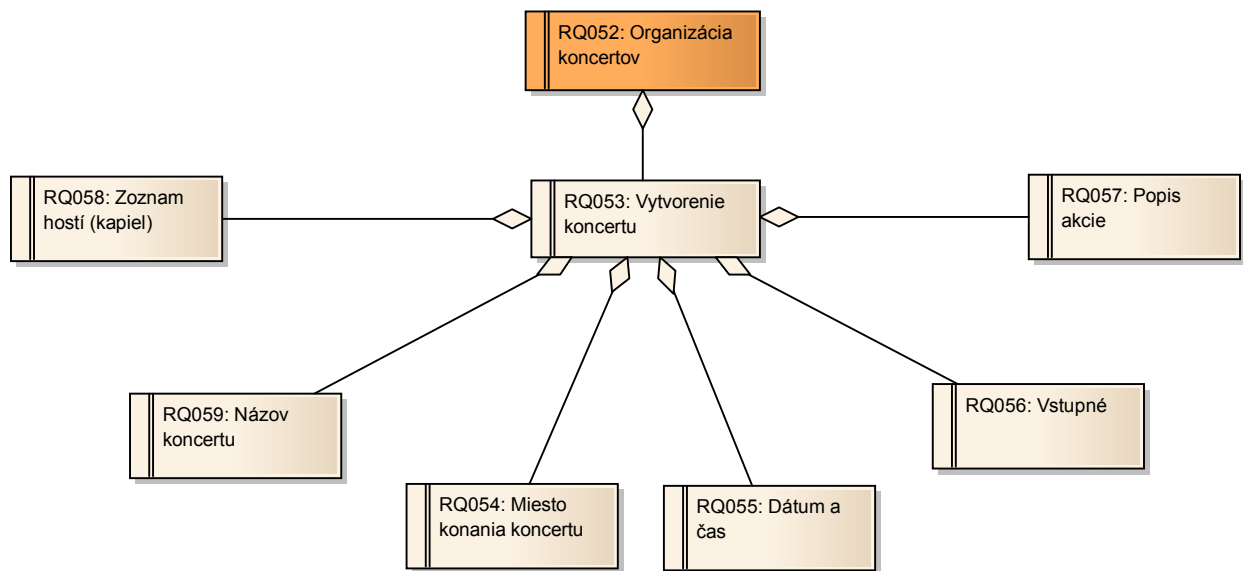 RQ052: Organizácia
koncertov
RQ058: Zoznam
hostí (kapiel)
RQ053: Vytvorenie
koncertu
RQ057: Popis
akcie
RQ059: Názov
koncertu
RQ056: Vstupné
RQ054: Miesto
konania koncertu
RQ055: Dátum a
čas